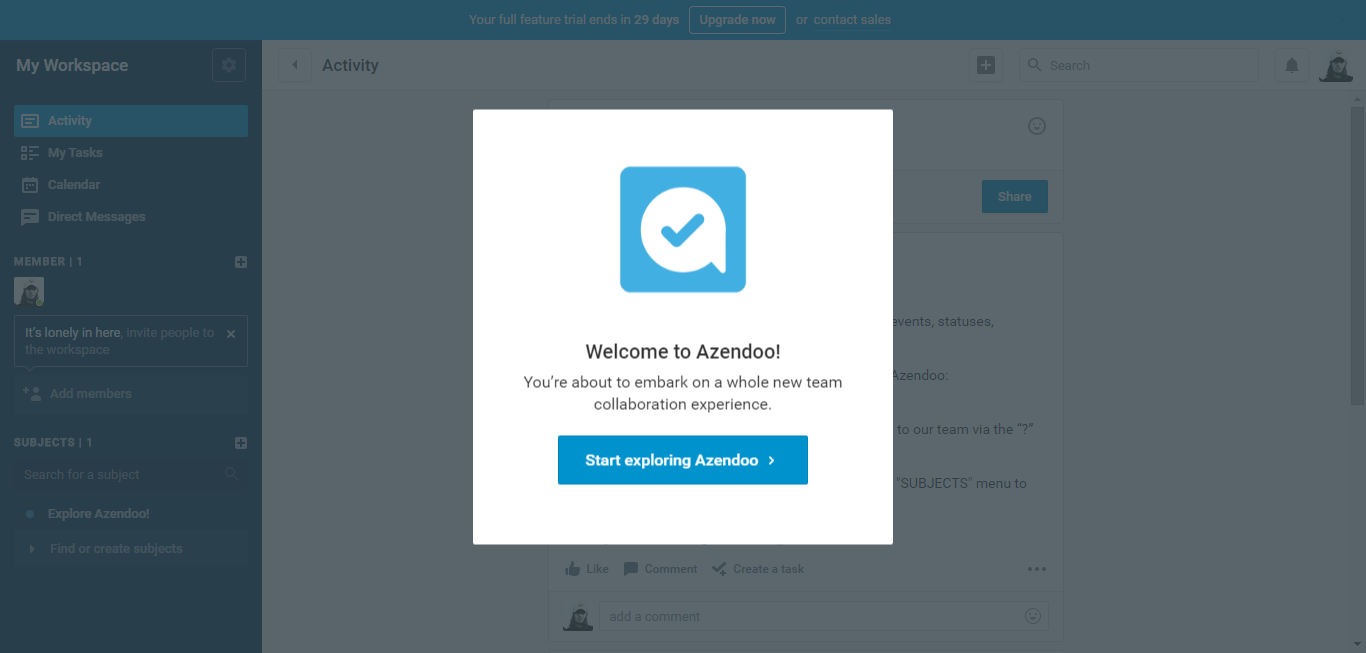 Your full feature trial ends in 29 days Upgrade now or contact sales
My Workspace
Activity
Search
Activity
My Tasks
Calendar
Direct Messages
MEMBER | 1
It's lonely in here, invite people to
the workspace
Add members
SUBJECTS | 1
Search for a subject
Explore Azendoo!
Find or create subjects
Share
events, statuses,
Azendoo:
to our team via the “?”
"SUBJECTS" menu to
Welcome to Azendoo!
You’re about to embark on a whole new team
collaboration experience.
Start exploring Azendoo
Like Comment Create a task
add a comment